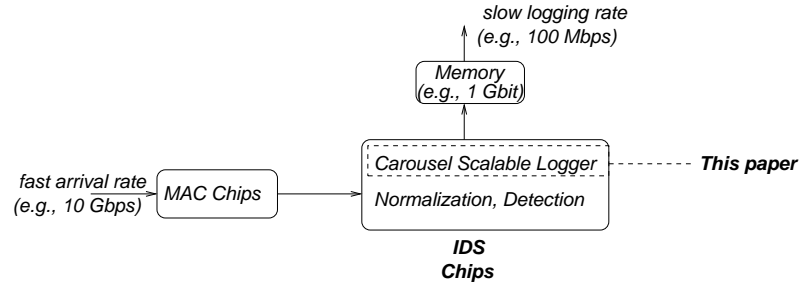 slow logging rate
(e.g., 100 Mbps)
Memory
(e.g., 1 Gbit)
Carousel Scalable Logger
This paper
fast arrival rate
(e.g., 10 Gbps)
MAC Chips
Normalization, Detection
IDS
Chips